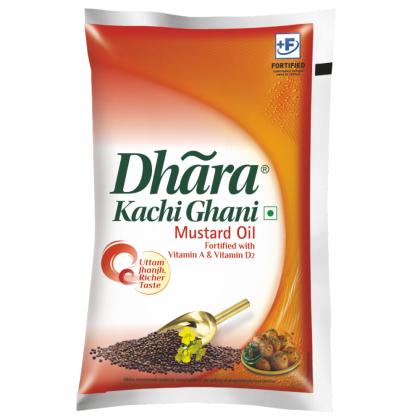 +F
FORTIFIED
Dhāra®
Kachi Ghani
Mustard Oil
Fortified with
Vitamin A & Vitamin D2
Uttam
Jhanjh,
Richer
Taste